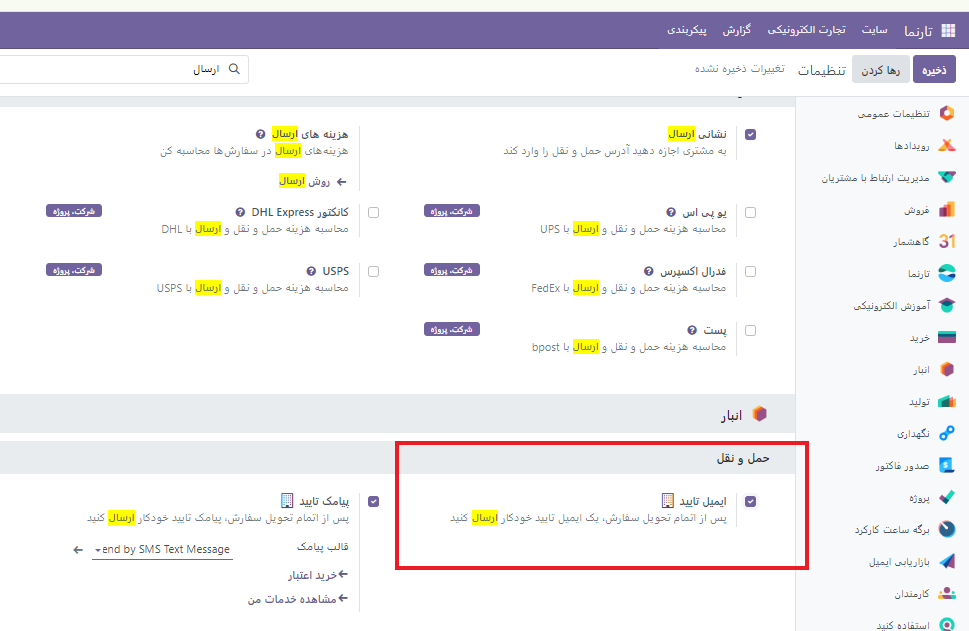 تارنما سایت تجارت الکترونیکی گزارش پیکربندی
ذخیره رها کردن تنظیمات تغییرات ذخیره نشده ارسال
تنظیمات عمومی
رویدادها
مدیریت ارتباط با مشتریان
فروش
گاهشمار
31
تارنما
آموزش الکترونیکی
خرید
انبار
تولید
نگهداری
صدور فاکتور
پروژه
برگه ساعت کارکرد
بازاریابی ایمیل
کارمندان
استفاده کنید
نشانی ارسال
به مشتری اجازه دهید آدرس حمل و نقل را وارد کند
هزینه های ارسال
هزینه‌های ارسال در سفارش‌ها محاسبه کن
روش ارسال
یو پی اس شرکت، پروژه
محاسبه هزینه حمل و نقل و ارسال با UPS
کانکتور DHL Express شرکت، پروژه
محاسبه هزینه حمل و نقل و ارسال با DHL
فدرال اکسپرس شرکت، پروژه
محاسبه هزینه حمل و نقل و ارسال با FedEx
USPS شرکت، پروژه
محاسبه هزینه حمل و نقل و ارسال با USPS
پست شرکت، پروژه
محاسبه هزینه حمل و نقل و ارسال با bpost
انبار
حمل و نقل
ایمیل تایید
پس از اتمام تحویل سفارش، یک ایمیل تایید خودکار ارسال کنید
پیامک تایید
پس از اتمام تحویل سفارش، پیامک تایید خودکار ارسال کنید
قالب پیامک end by SMS Text Message
خرید اعتبار
مشاهده خدمات من